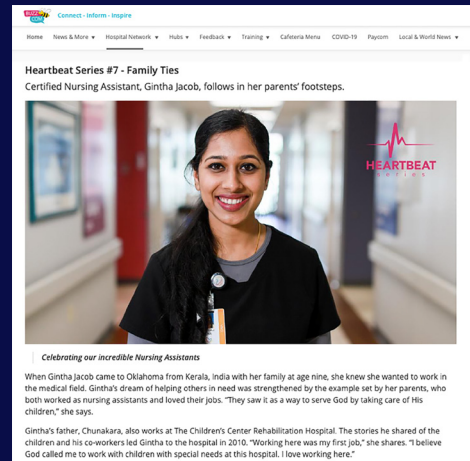 BUZZ
COM
Connect - Inform - Inspire
Home News & More Hospital Network Hubs Feedback Training Cafeteria Menu COVID-19 Paycom Local & World News
Heartbeat Series #7 - Family Ties
Certified Nursing Assistant, Gintha Jacob, follows in her parents' footsteps.
HEARTBEAT
series
Celebrating our incredible Nursing Assistants
When Gintha Jacob came to Oklahoma from Kerala, India with her family at age nine, she knew she wanted to work in
the medical field. Gintha's dream of helping others in need was strengthened by the example set by her parents, who
both worked as nursing assistants and loved their jobs. "They saw it as a way to serve God by taking care of His
children," she says.
Gintha's father, Chunakara, also works at The Children's Center Rehabilitation Hospital. The stories he shared of the
children and his co-workers led Gintha to the hospital in 2010. "Working here was my first job," she shares. "I believe
God called me to work with children with special needs at this hospital. I love working here."